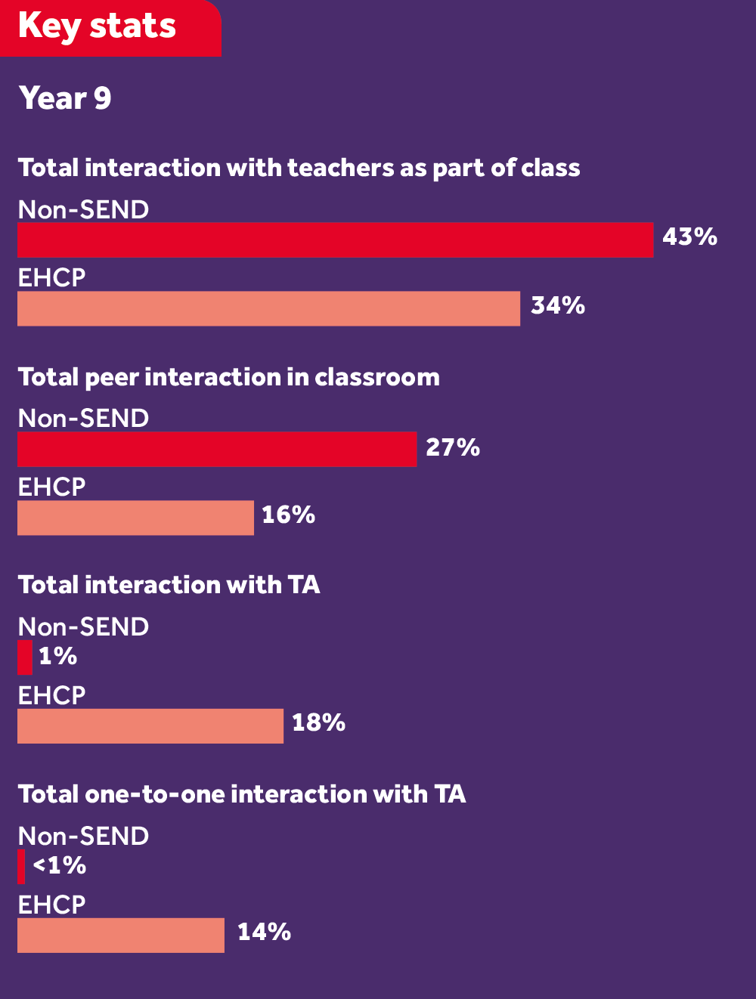 Key stats
Year 9
Total interaction with teachers as part of class
Non-SEND
43%
EHCP
34%
Total peer interaction in classroom
Non-SEND
27%
EHCP
16%
Total interaction with TA
Non-SEND
1%
EHCP
18%
Total one-to-one interaction with TA
Non-SEND
<1%
EHCP
14%